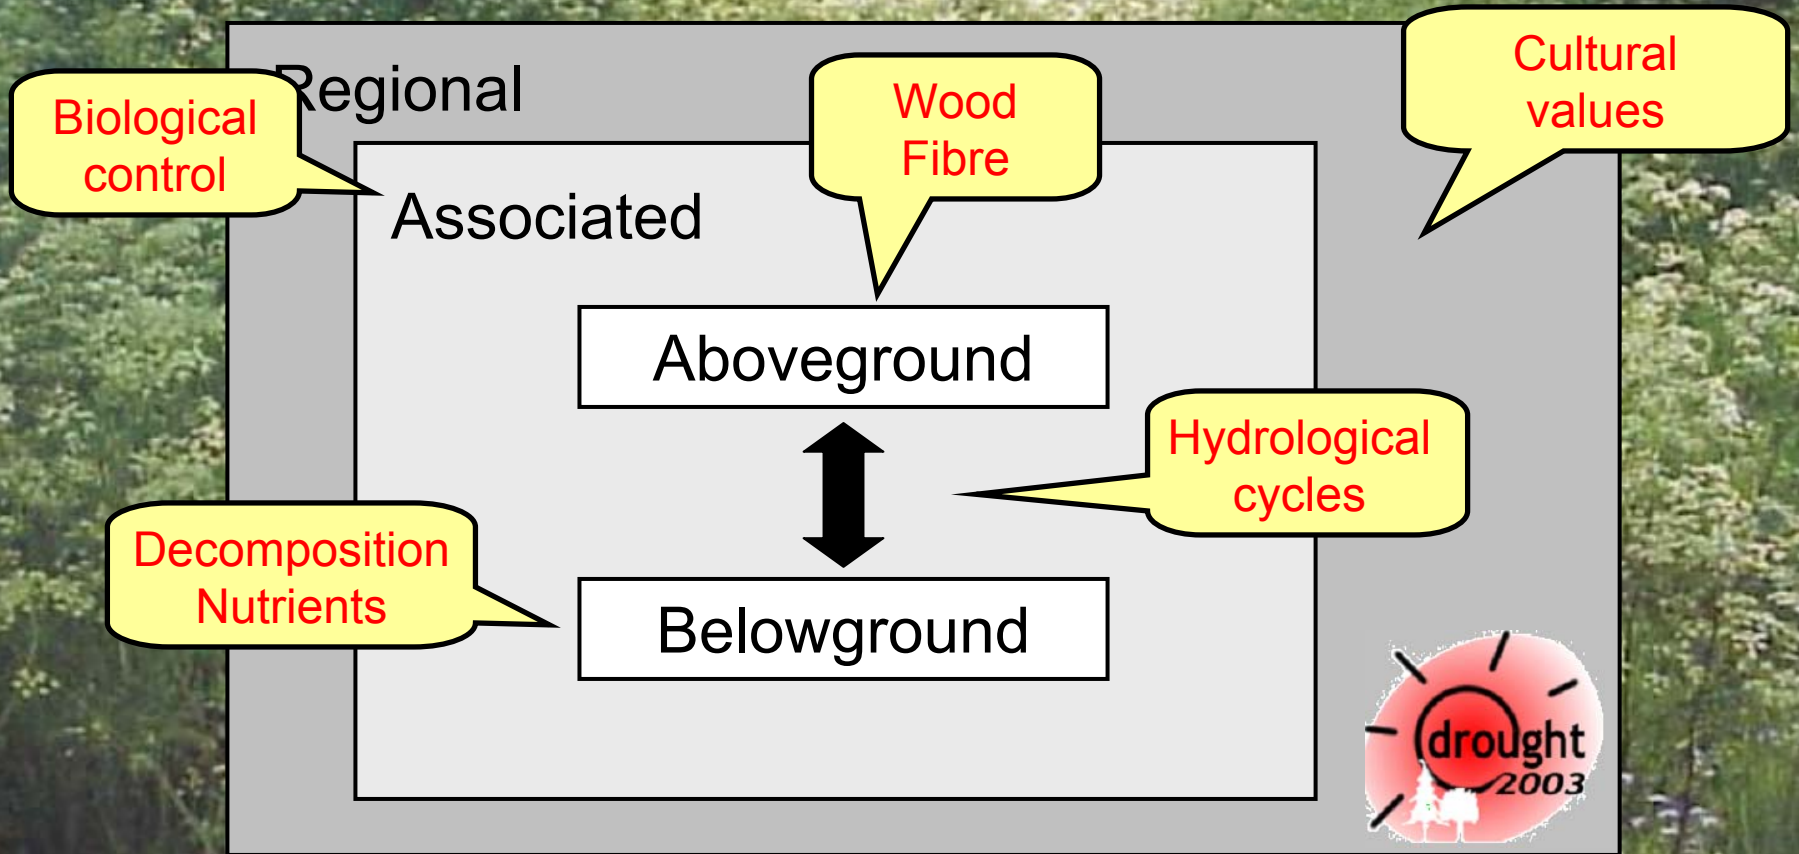 Regional
Biological
control
Wood
Fibre
Cultural
values
Associated
Aboveground
Hydrological
cycles
Decomposition
Nutrients
Belowground
drought
2003